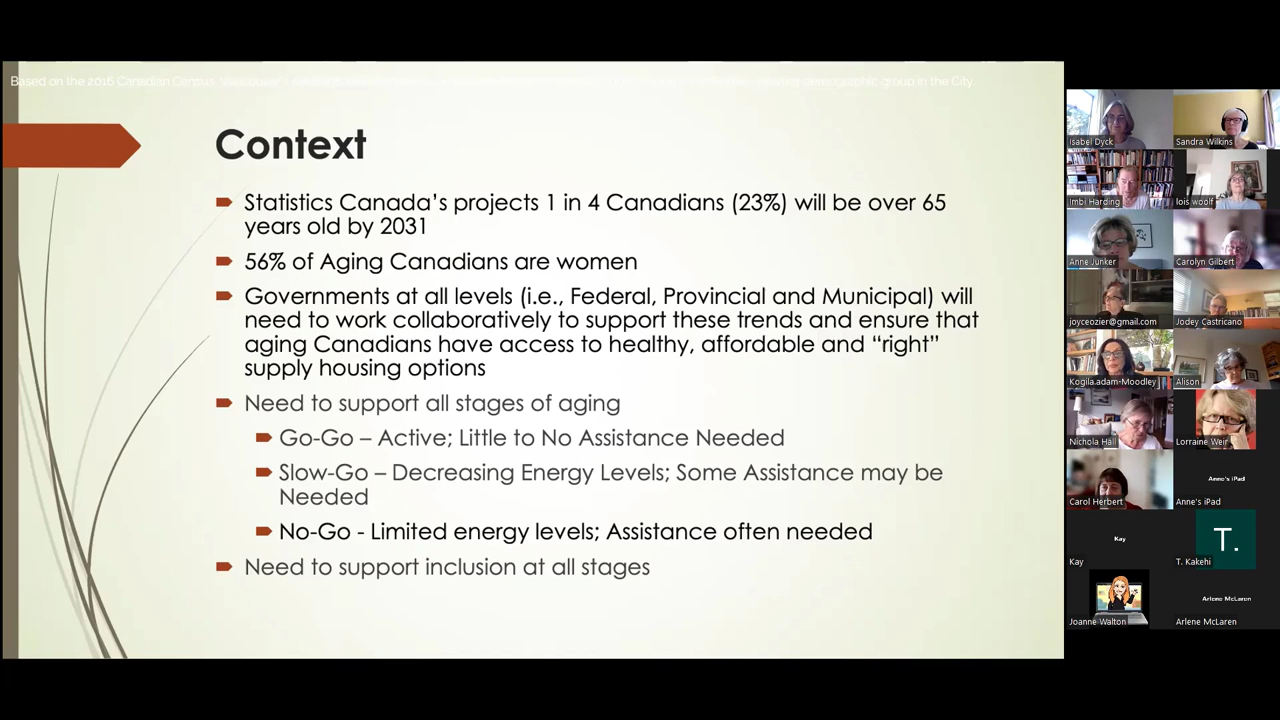 Based on the 2016 Canadian Census, demographic group in the City.
Context
Statistics Canada's projects 1 in 4 Canadians (23%) will be over 65
years old by 2031
56% of Aging Canadians are women
Governments at all levels (i.e., Federal, Provincial and Municipal) will
need to work collaboratively to support these trends and ensure that
aging Canadians have access to healthy, affordable and “right”
supply housing options
Need to support all stages of aging
Go-Go – Active; Little to No Assistance Needed
Slow-Go – Decreasing Energy Levels; Some Assistance may be
Needed
No-Go - Limited energy levels; Assistance often needed
Need to support inclusion at all stages
Isabel Dyck
Sandra Wilkins
Imbi Harding
lois woolf
Anne Junker
Carolyn Gilbert
joyceozier@gmail.com
Jodey Castricano
Kogila.adam-Moodley
Alison
Nichola Hall
Lorraine Weir
Carol Herbert
Anne's iPad
Anne's iPad
Kay
Kay
T.
T. Kakehi
Joanne Walton
Arlene McLaren
Arlene McLaren